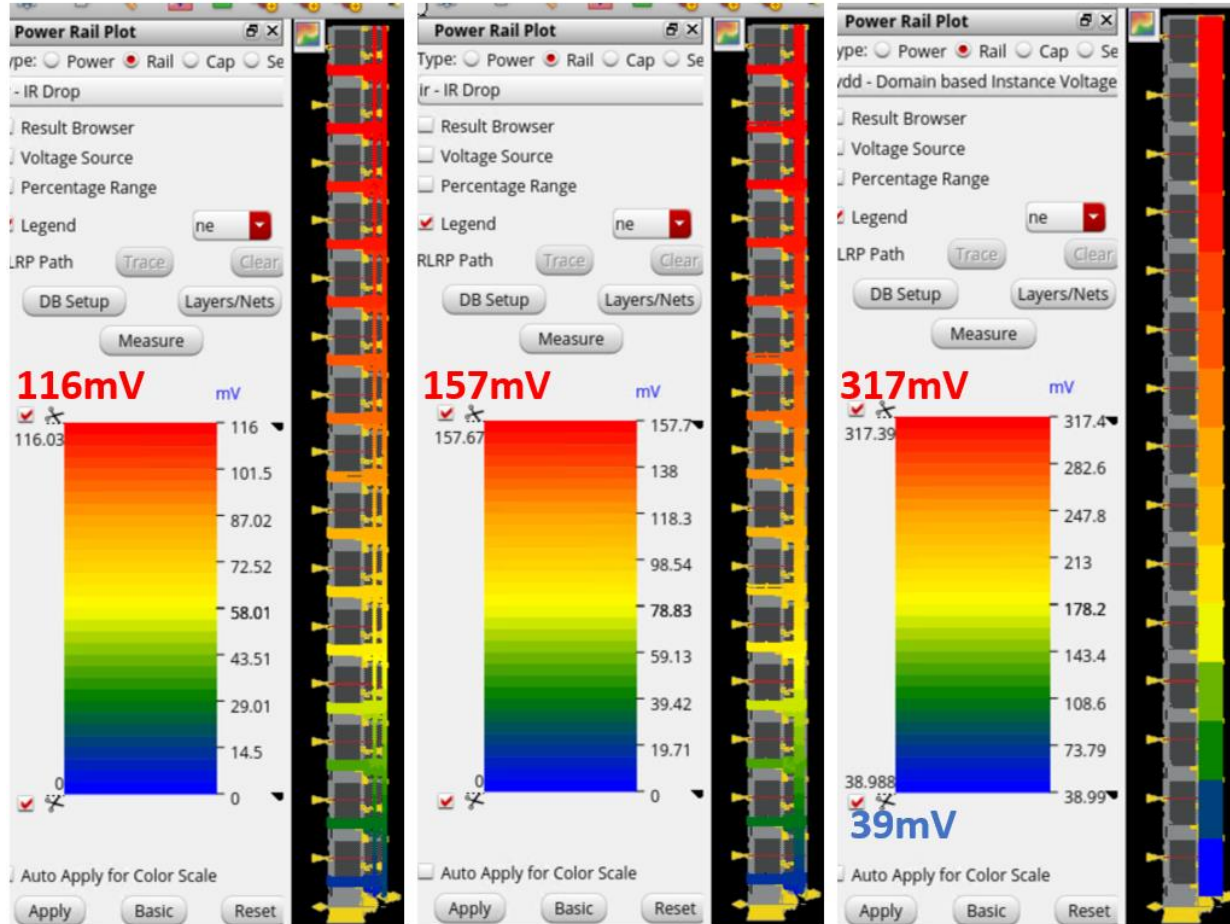 Power Rail Plot
ype: Power Rail Cap Se
- IR Drop
Result Browser
Voltage Source
Percentage Range
Legend ne
LRP Path Trace Clear
DB Setup Layers/Nets
Measure
116mV
mV
116.03
116
101.5
87.02
72.52
58.01
43.51
29.01
14.5
0
0
Auto Apply for Color Scale
Apply Basic Reset
Power Rail Plot
Type: Power Rail Cap Se
ir - IR Drop
Result Browser
Voltage Source
Percentage Range
Legend ne
RLRP Path Trace Clear
DB Setup Layers/Nets
Measure
157mV
mV
157.67
157.7
138
118.3
98.54
78.83
59.13
39.42
19.71
0
0
Auto Apply for Color Scale
Apply Basic Reset
Power Rail Plot
ype: Power Rail Cap Se
vdd - Domain based Instance Voltage
Result Browser
Voltage Source
Percentage Range
Legend ne
LRP Path Trace Clear
DB Setup Layers/Nets
Measure
317mV
mV
317.39
317.4
282.6
247.8
213
178.2
143.4
108.6
73.79
38.988
38.99
39mV
Auto Apply for Color Scale
Apply Basic Reset